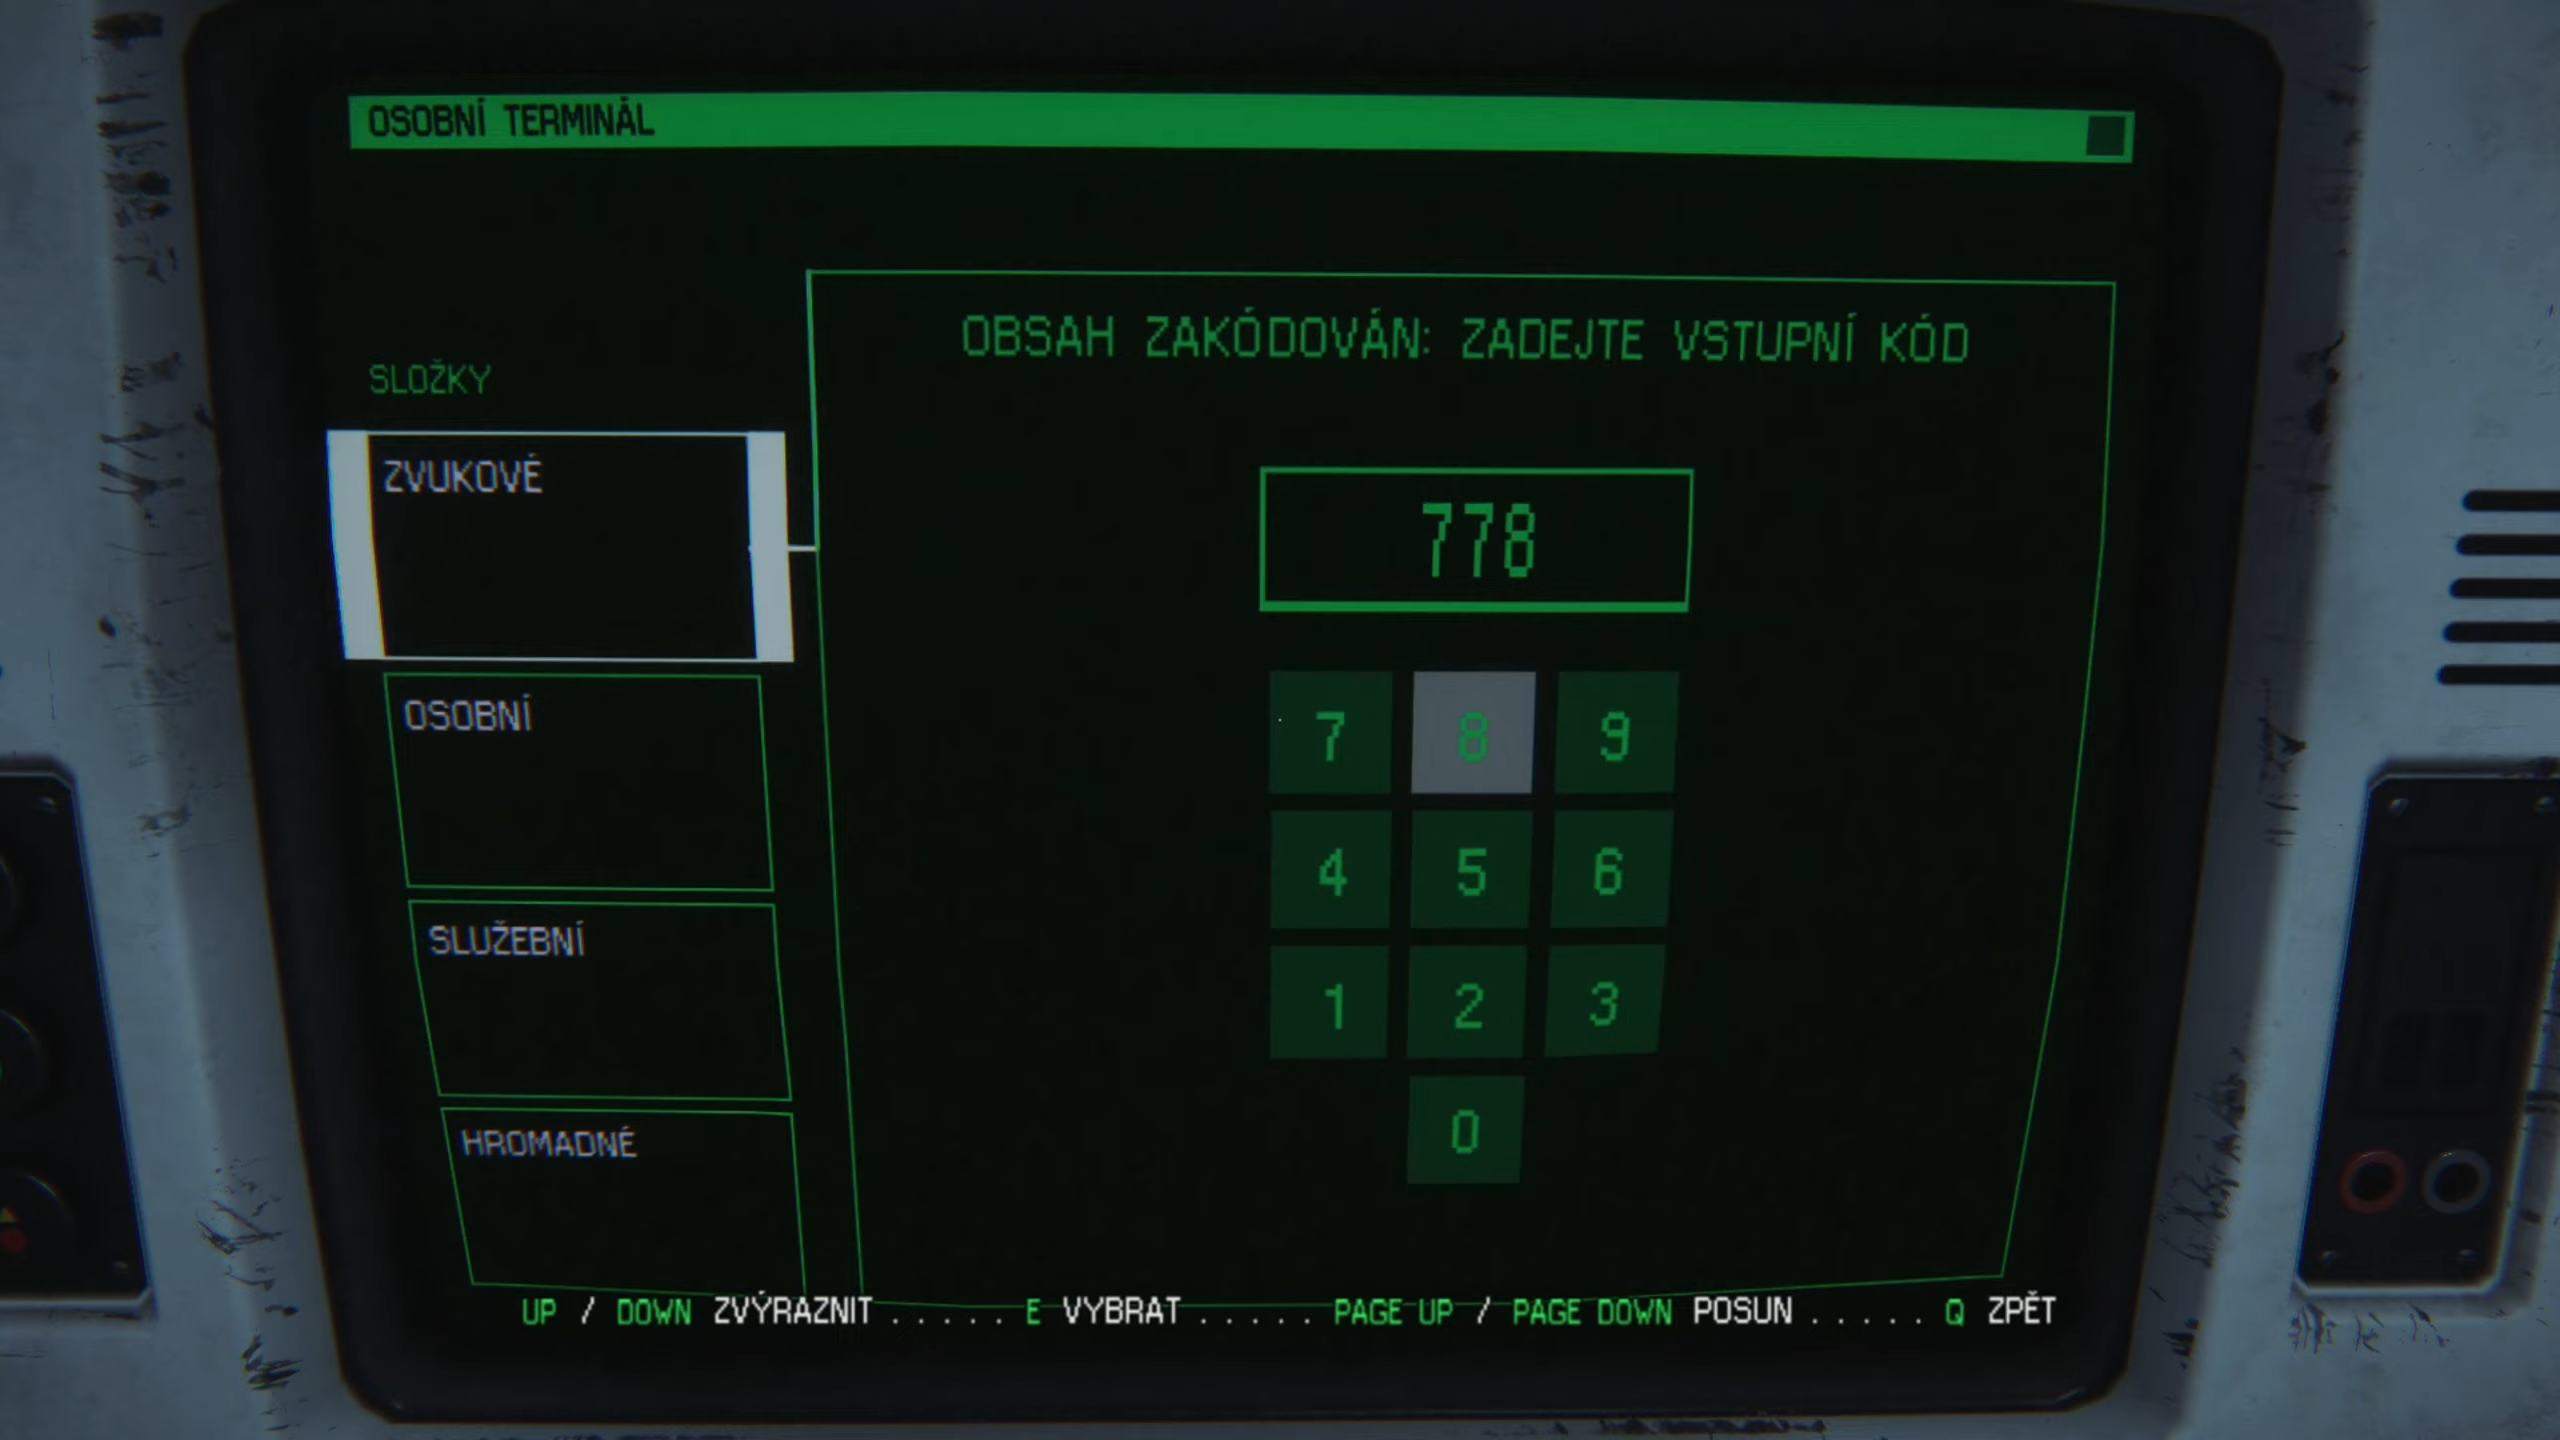 OSOBNÍ TERMINÁL
SLOŽKY
ZVUKOVÉ
OSOBNÍ
SLUŽEBNÍ
HROMADNÉ
OBSAH ZAKÓDOVÁN: ZADEJTE VSTUPNÍ KÓD
778
7 8 9
4 5 6
1 2 3
0
UP / DOWN ZVÝRAZNIT ..... E VYBRAT ..... PAGE UP / PAGE DOWN POSUN ..... Q ZPĚT